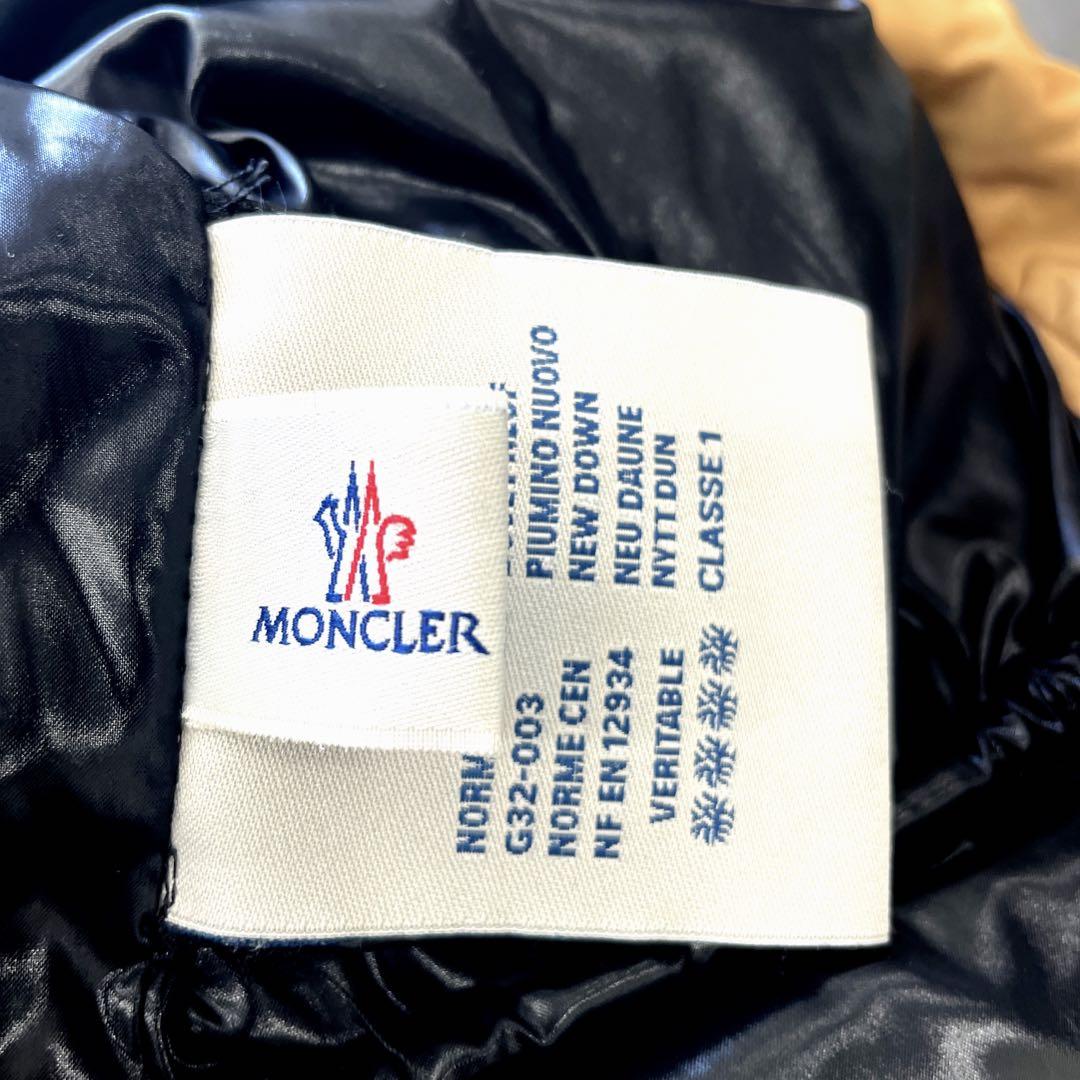 MONCLER
PIUMINO NUOVO
NEW DOWN
NEU DAUNE
NYTT DUN
CLASSE 1
NORM
G32-003
NORME CEN
NF EN 12934
VERITABLE